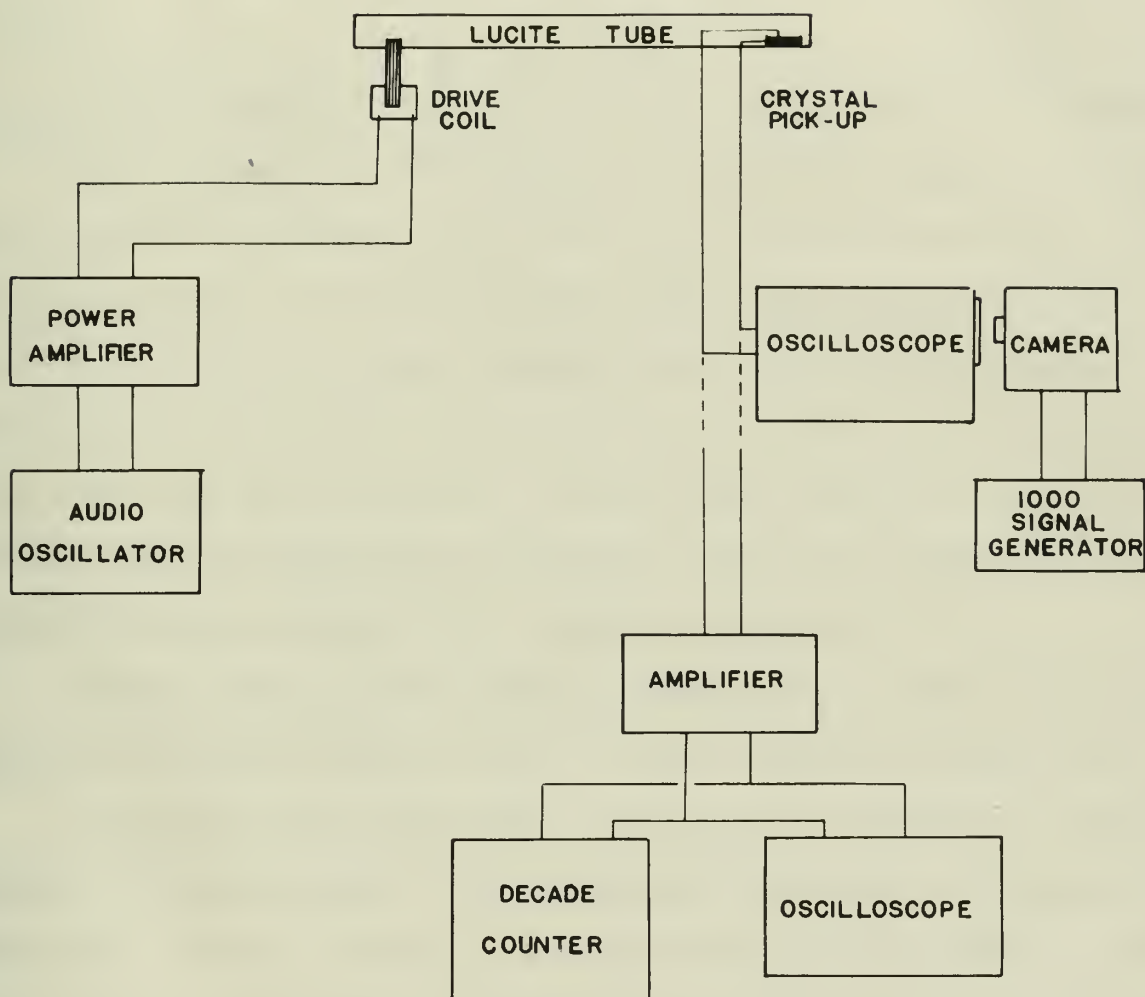 LUCITE TUBE
DRIVE
COIL
CRYSTAL
PICK-UP
POWER
AMPLIFIER
OSCILLOSCOPE
CAMERA
AUDIO
OSCILLATOR
1000
SIGNAL
GENERATOR
AMPLIFIER
DECADE
COUNTER
OSCILLOSCOPE